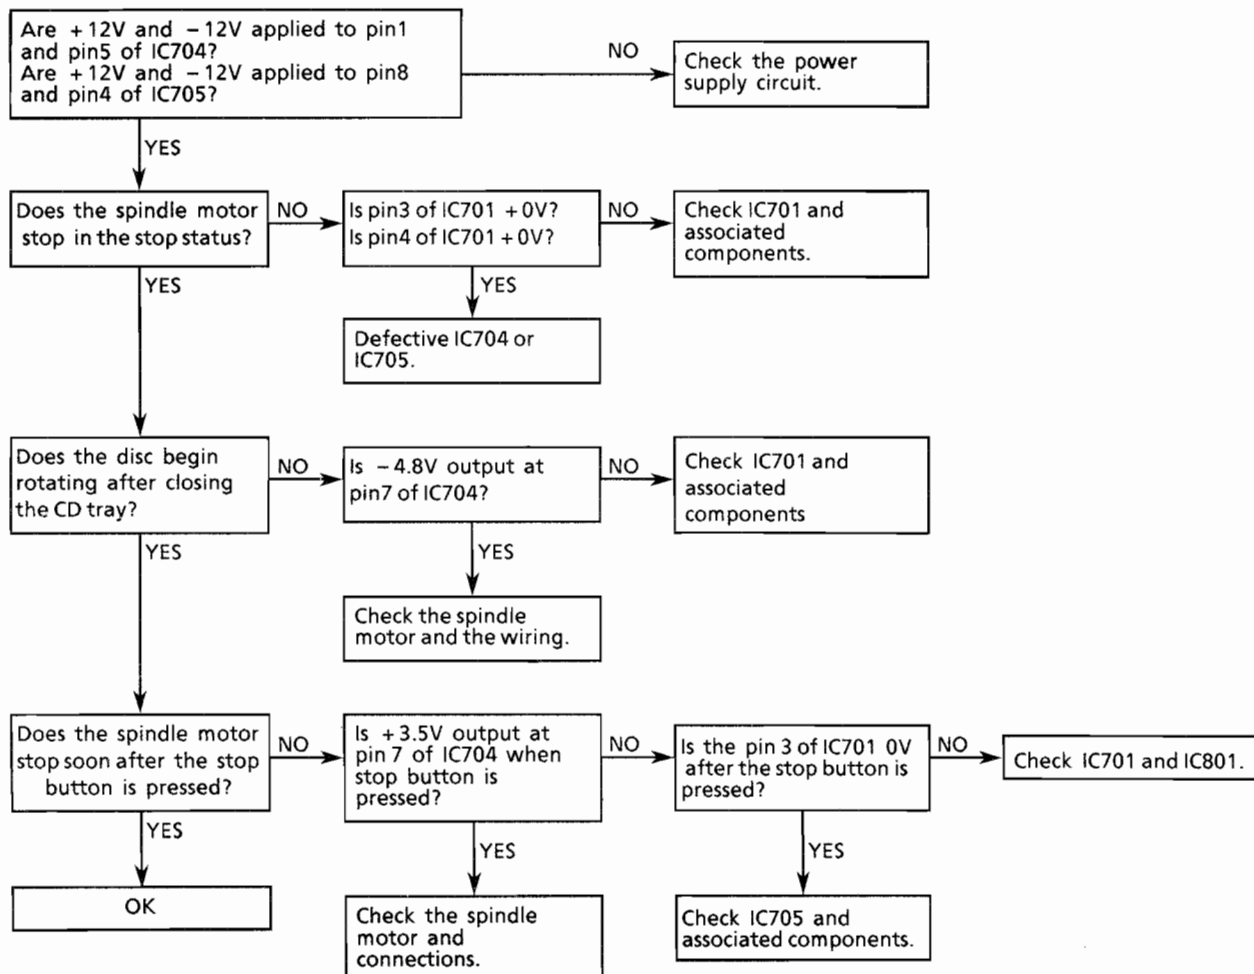 Are +12V and −12V applied to pin1
and pin5 of IC704?
Are +12V and −12V applied to pin8
and pin4 of IC705?
NO
Check the power
supply circuit.
YES
Does the spindle motor
stop in the stop status?
NO
Is pin3 of IC701 +0V?
Is pin4 of IC701 +0V?
NO
Check IC701 and
associated
components.
YES
YES
Defective IC704 or
IC705.
Does the disc begin
rotating after closing
the CD tray?
NO
Is −4.8V output at
pin7 of IC704?
NO
Check IC701 and
associated
components
YES
YES
Check the spindle
motor and the wiring.
Does the spindle motor
stop soon after the stop
button is pressed?
NO
Is +3.5V output at
pin 7 of IC704 when
stop button is
pressed?
NO
Is the pin 3 of IC701 0V
after the stop button is
pressed?
NO
Check IC701 and IC801.
YES
YES
YES
OK
Check the spindle
motor and
connections.
Check IC705 and
associated components.